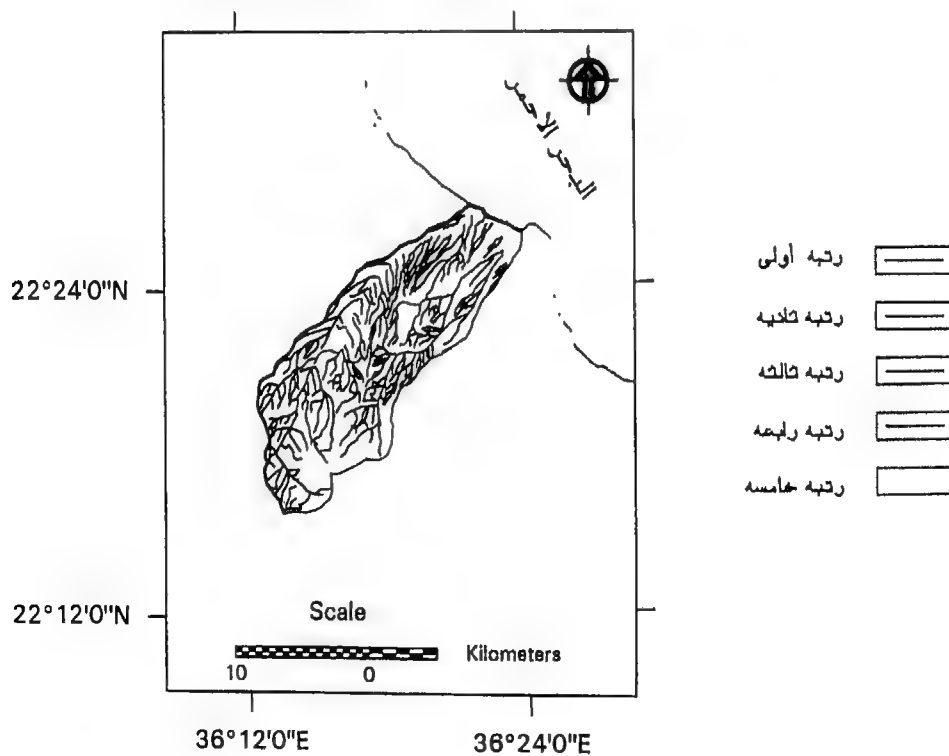 البحر الاحمر
22°24'0"N
رتبه أولى
رتبه ثانيه
رتبه ثالثه
رتبه رابعه
رتبه خامسه
22°12'0"N
Scale
10 0 Kilometers
36°12'0"E 36°24'0"E